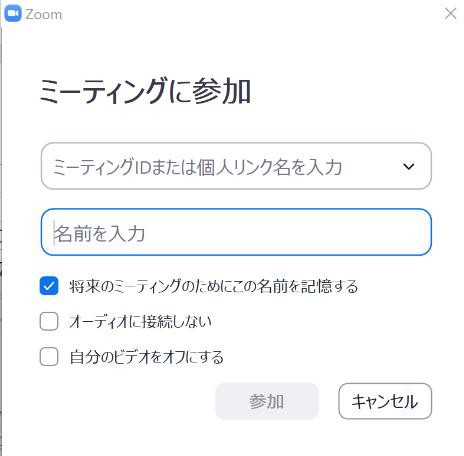 Zoom
ミーティングに参加
ミーティングIDまたは個人リンク名を入力
名前を入力
将来のミーティングのためにこの名前を記憶する
オーディオに接続しない
自分のビデオをオフにする
参加
キャンセル